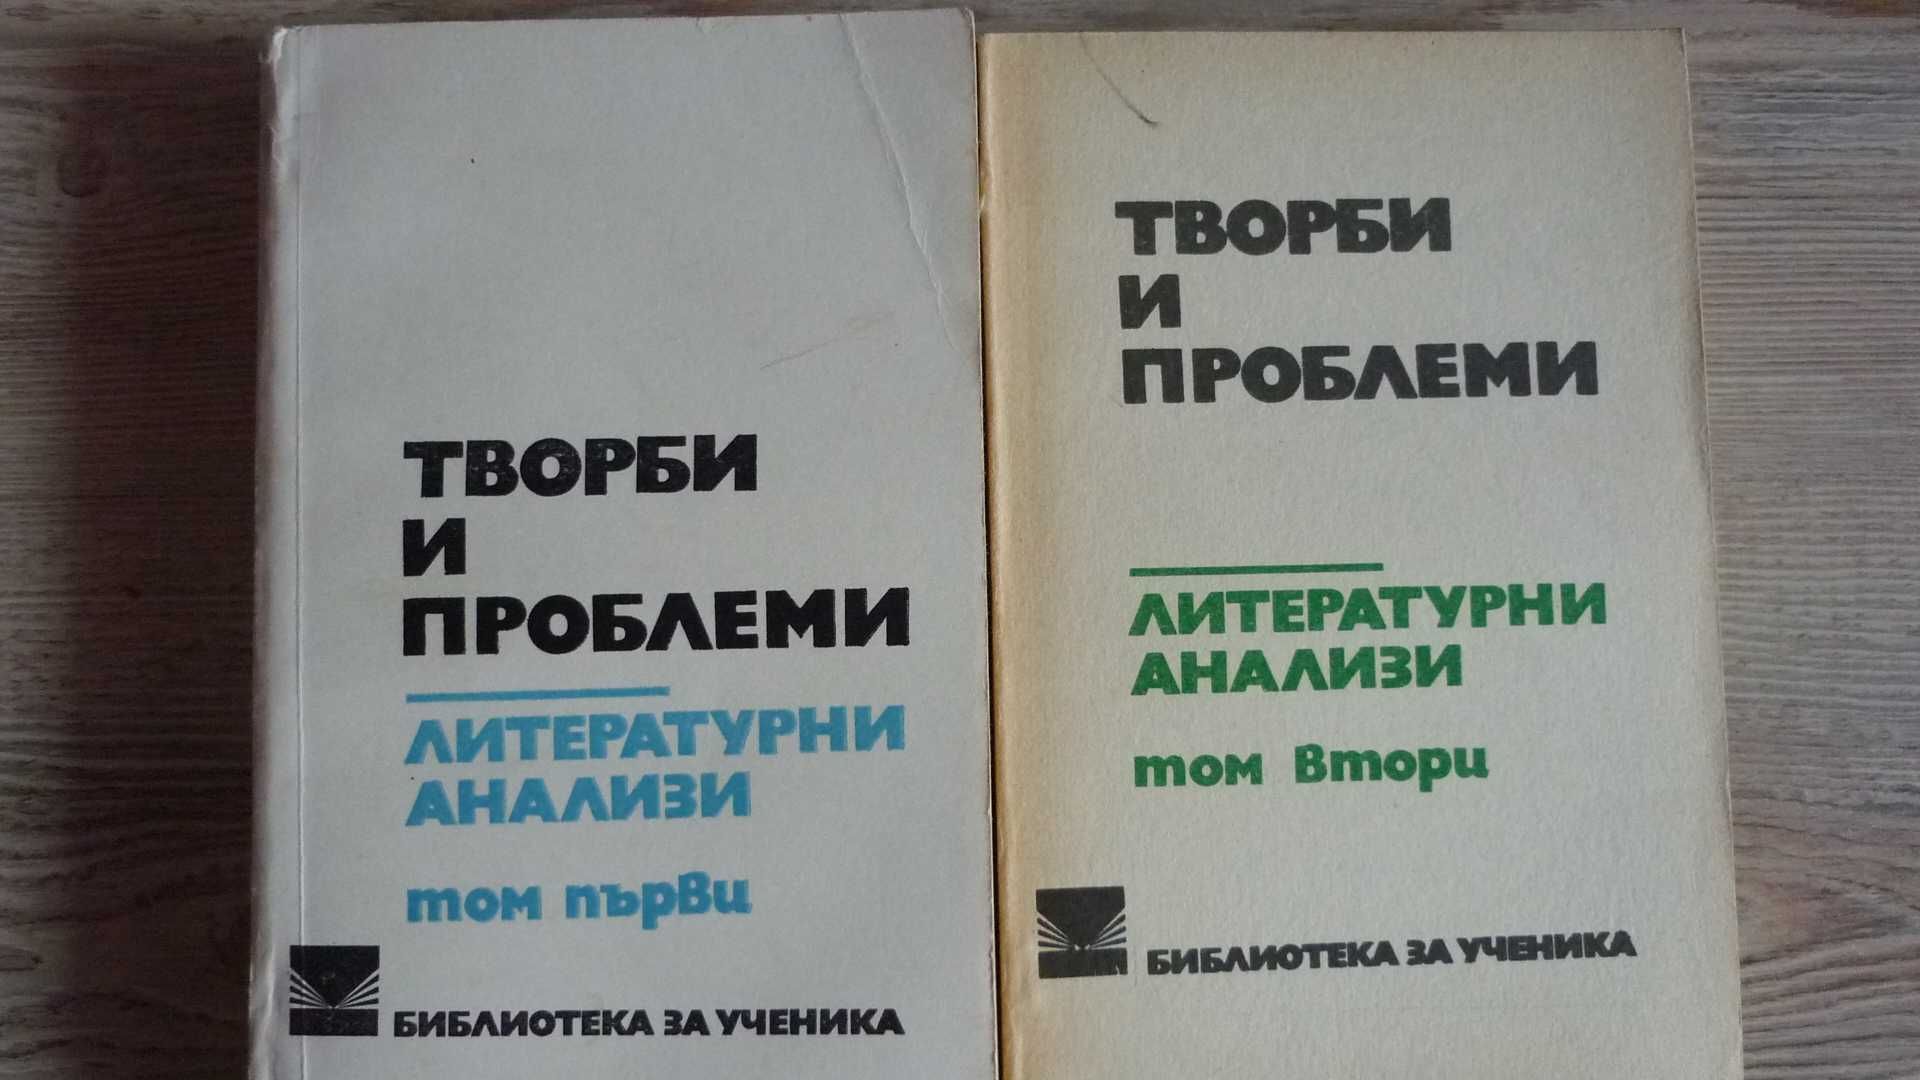 ТВОРБИ
И
ПРОБЛЕМИ
ЛИТЕРАТУРНИ
АНАЛИЗИ
том първи
БИБЛИОТЕКА ЗА УЧЕНИКА
ТВОРБИ
И
ПРОБЛЕМИ
ЛИТЕРАТУРНИ
АНАЛИЗИ
том втори
БИБЛИОТЕКА ЗА УЧЕНИКА